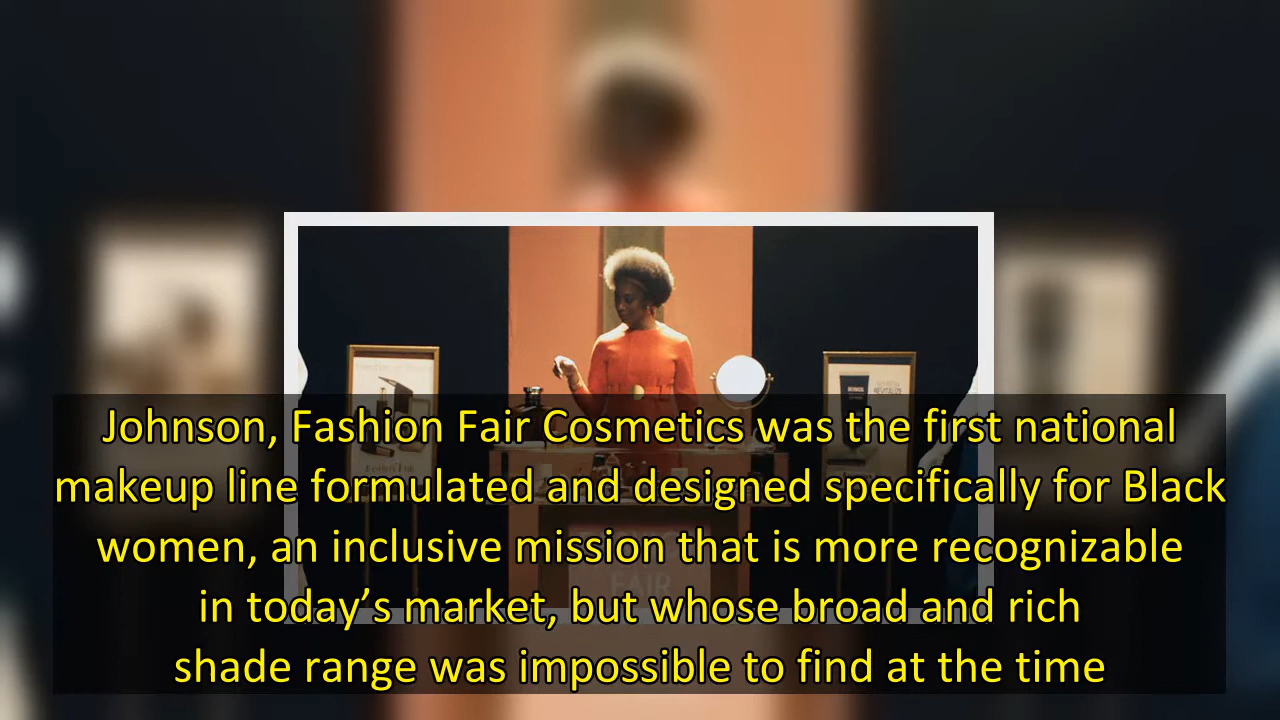 Johnson, Fashion Fair Cosmetics was the first national
makeup line formulated and designed specifically for Black
women, an inclusive mission that is more recognizable
in today’s market, but whose broad and rich
shade range was impossible to find at the time
FAIR